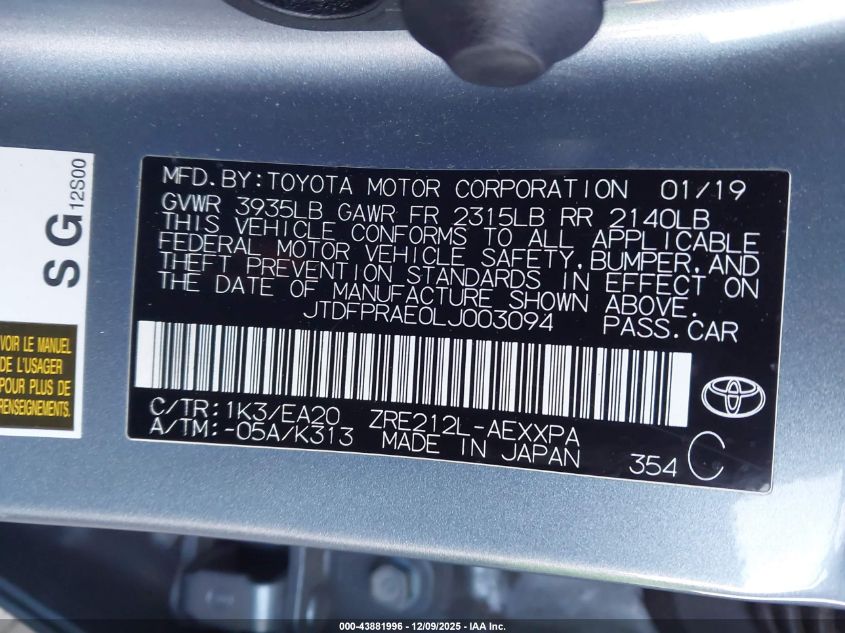 MFD.BY:TOYOTA MOTOR CORPORATION 01/19
GVWR 3935LB GAWR FR 2315LB RR 2140LB
THIS VEHICLE CONFORMS TO ALL APPLICABLE
FEDERAL MOTOR VEHICLE SAFETY,BUMPER,AND
THEFT PREVENTION STANDARDS IN EFFECT ON
THE DATE OF MANUFACTURE SHOWN ABOVE.
JTDFPRAE0LJ003094 PASS.CAR
C/TR:1K3/EA20 ZRE212L-AEXXPA
A/TM:-05A/K313 MADE IN JAPAN
354 C
SG 12S00
VOIR LE MANUEL
DE L'USAGER
POUR PLUS DE
RENSEIGNEMENTS.
000-43881996 - 12/09/2025 - IAA Inc.